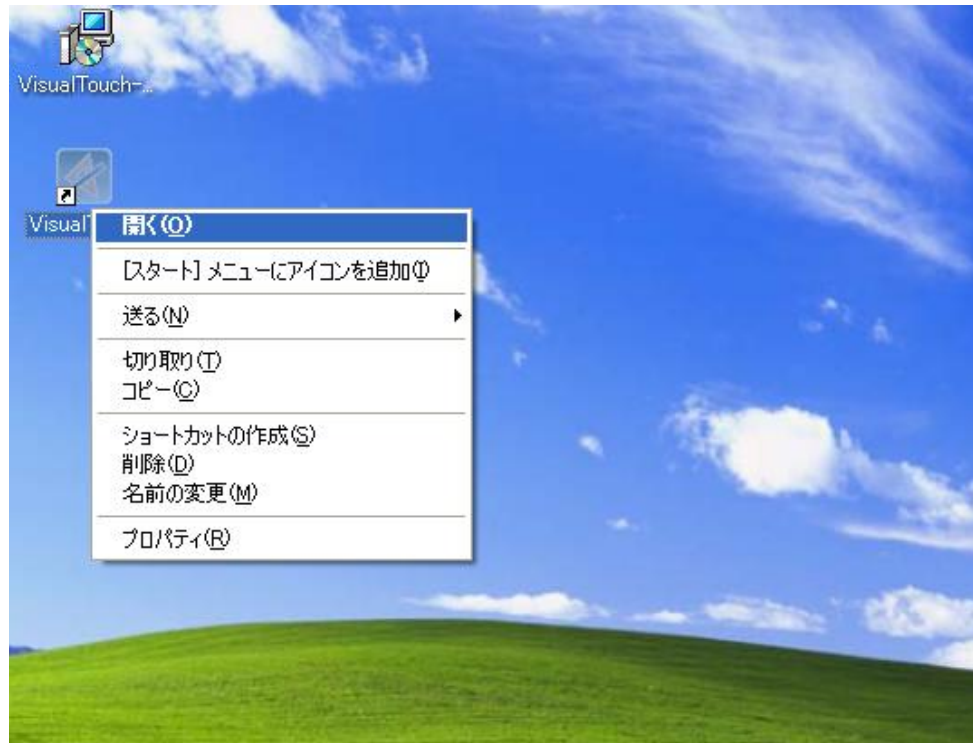 VisualTouch-...
Visual
開く(O)
[スタート] メニューにアイコンを追加(I)
送る(N)
切り取り(T)
コピー(C)
ショートカットの作成(S)
削除(D)
名前の変更(M)
プロパティ(R)